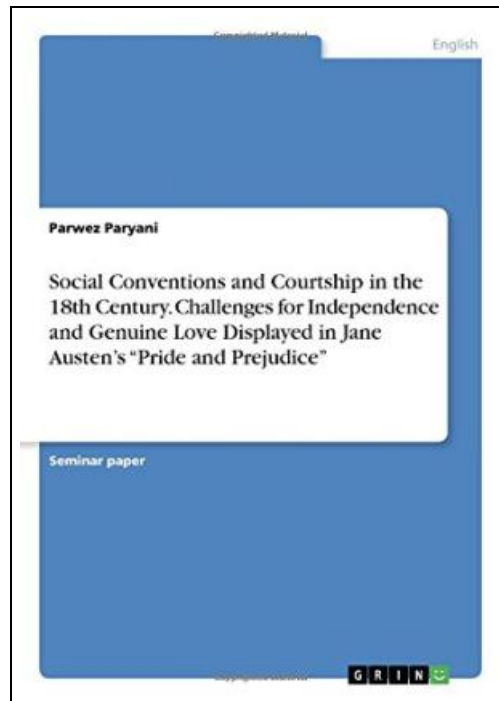 English
Parwez Paryani
Social Conventions and Courtship in the
18th Century. Challenges for Independence
and Genuine Love Displayed in Jane
Austen's “Pride and Prejudice”
Seminar paper
G R I N